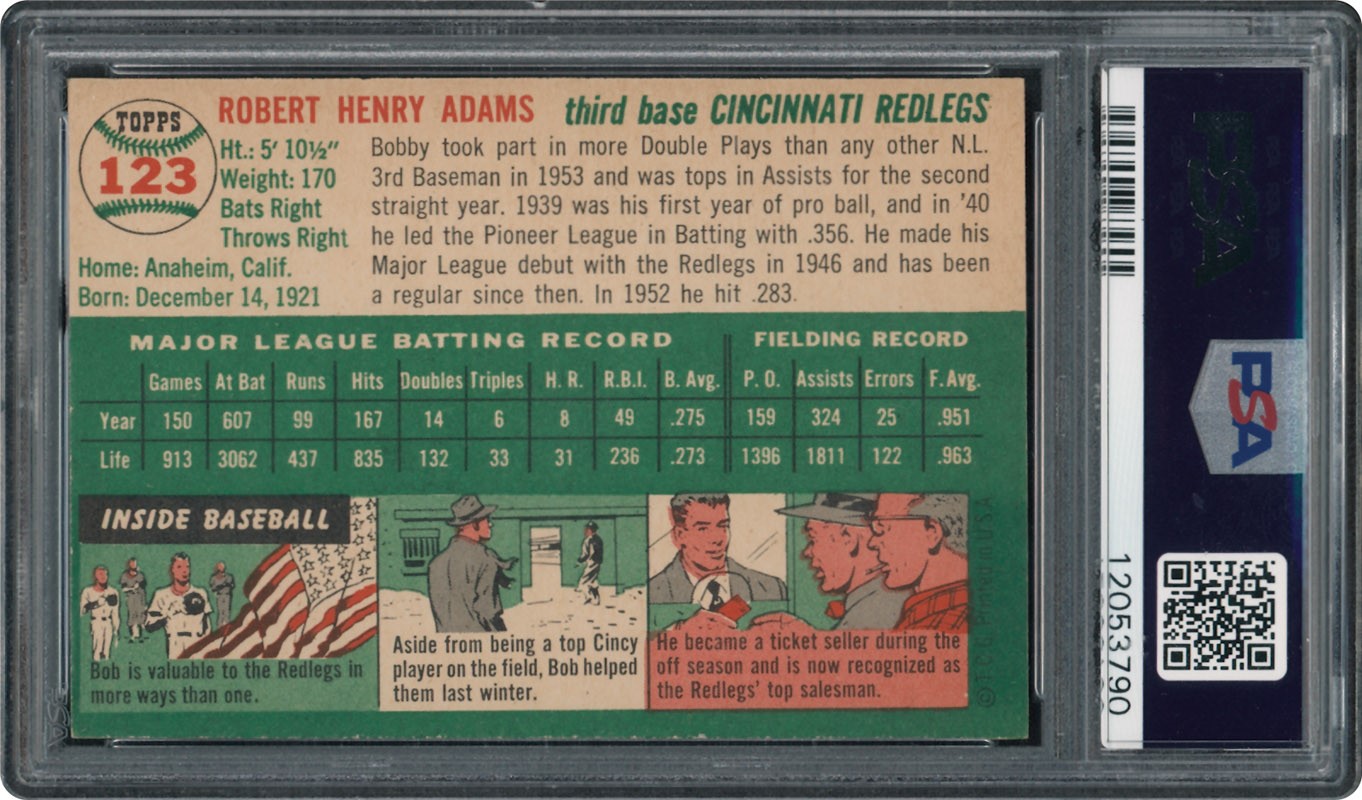 TOPPS
123
ROBERT HENRY ADAMS third base CINCINNATI REDLEGS
Ht.: 5' 10½"
Weight: 170
Bats Right
Throws Right
Home: Anaheim, Calif.
Born: December 14, 1921
Bobby took part in more Double Plays than any other N.L.
3rd Baseman in 1953 and was tops in Assists for the second
straight year. 1939 was his first year of pro ball, and in '40
he led the Pioneer League in Batting with .356. He made his
Major League debut with the Redlegs in 1946 and has been
a regular since then. In 1952 he hit .283.
MAJOR LEAGUE BATTING RECORD FIELDING RECORD
Games At Bat Runs Hits Doubles Triples H. R. R.B.I. B. Avg. P. O. Assists Errors F. Avg.
Year 150 607 99 167 14 6 8 49 .275 159 324 25 .951
Life 913 3062 437 835 132 33 31 236 .273 1396 1811 122 .963
INSIDE BASEBALL
Bob is valuable to the Redlegs in
more ways than one.
Aside from being a top Cincy
player on the field, Bob helped
them last winter.
He became a ticket seller during the
off season and is now recognized as
the Redlegs' top salesman.
© T. C. G. Printed in U.S.A.
PSA
PSA
12053790